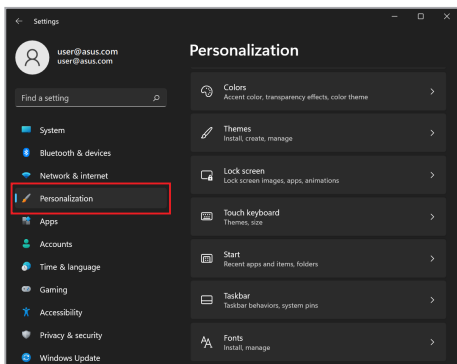 Settings
user@asus.com
user@asus.com
Find a setting
System
Bluetooth & devices
Network & internet
Personalization
Apps
Accounts
Time & language
Gaming
Accessibility
Privacy & security
Windows Update
Personalization
Colors
Accent color, transparency effects, color theme
Themes
Install, create, manage
Lock screen
Lock screen images, apps, animations
Touch keyboard
Themes, size
Start
Recent apps and items, folders
Taskbar
Taskbar behaviors, system pins
Fonts
Install, manage